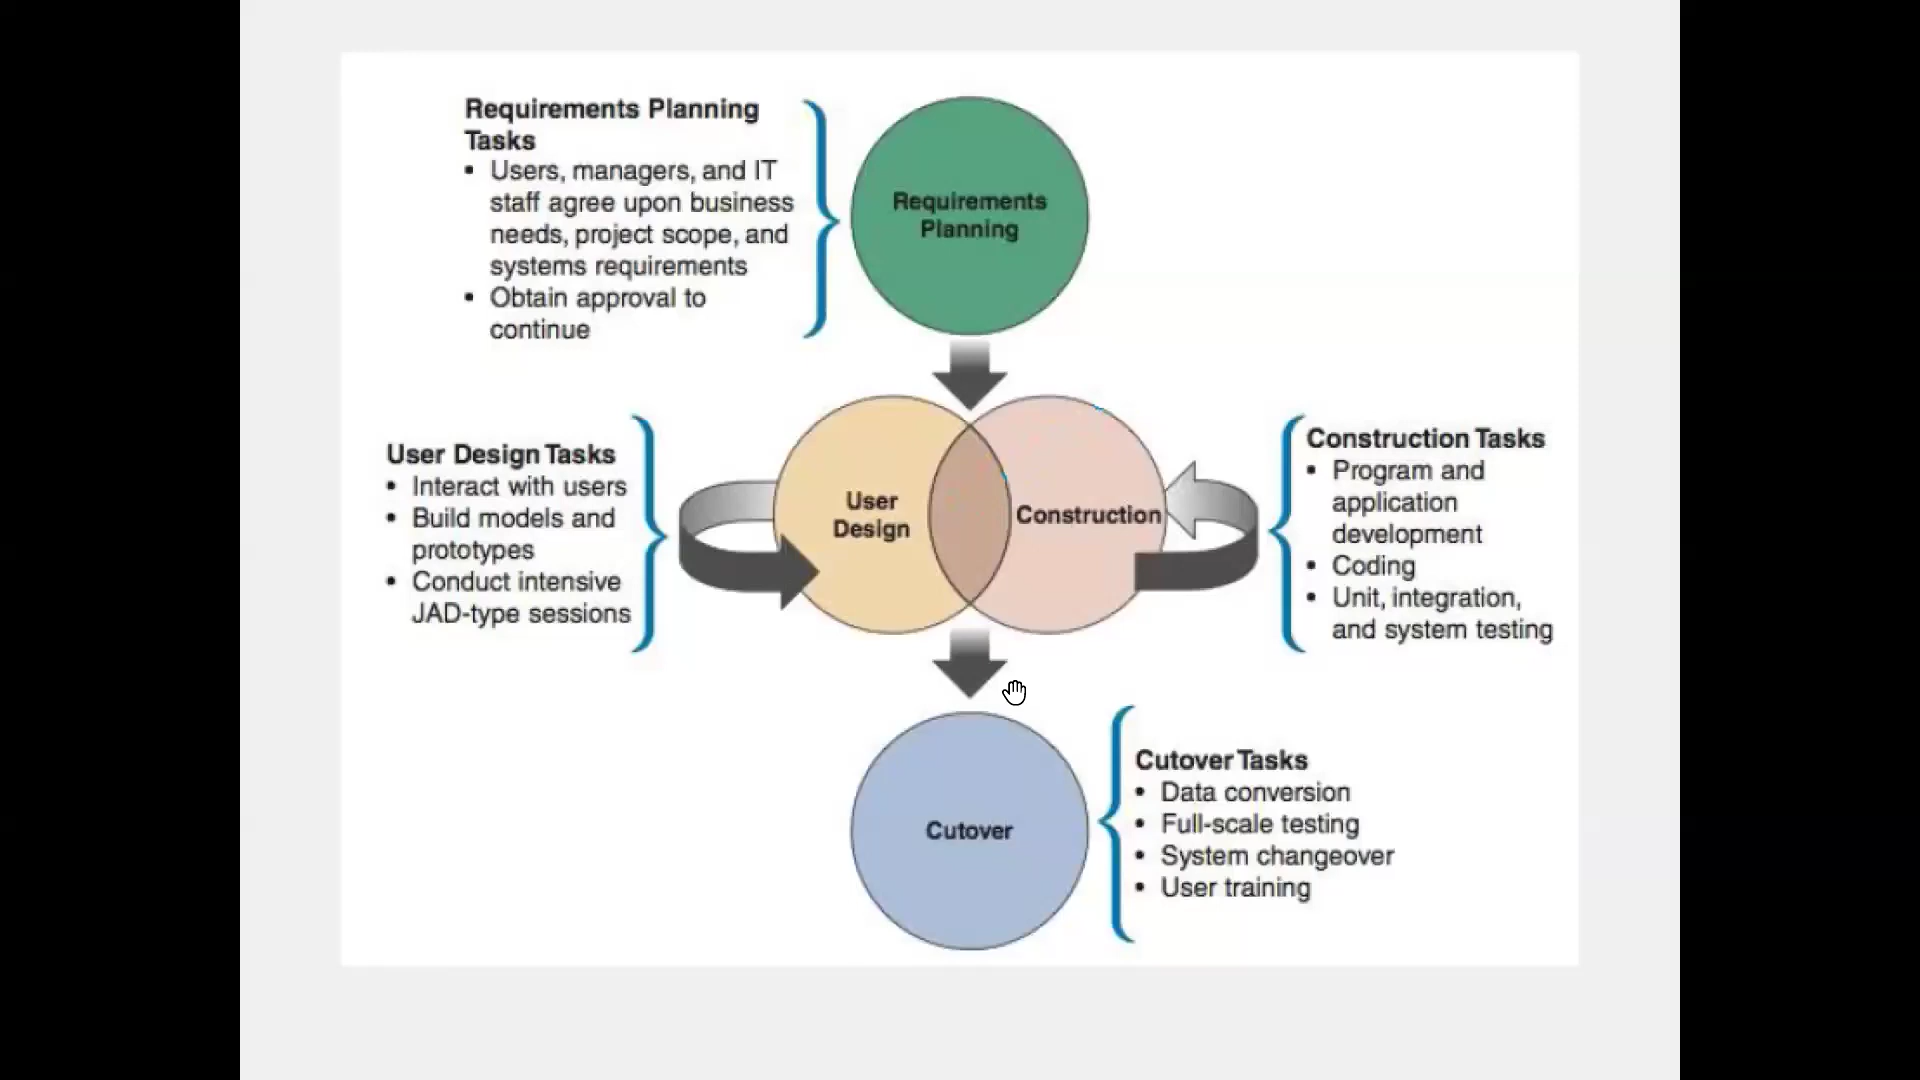 Requirements Planning
Tasks
• Users, managers, and IT
staff agree upon business
needs, project scope, and
systems requirements
• Obtain approval to
continue
Requirements
Planning
User Design Tasks
• Interact with users
• Build models and
prototypes
• Conduct intensive
JAD-type sessions
User
Design
Construction
Construction Tasks
• Program and
application
development
• Coding
• Unit, integration,
and system testing
Cutover
Cutover Tasks
• Data conversion
• Full-scale testing
• System changeover
• User training